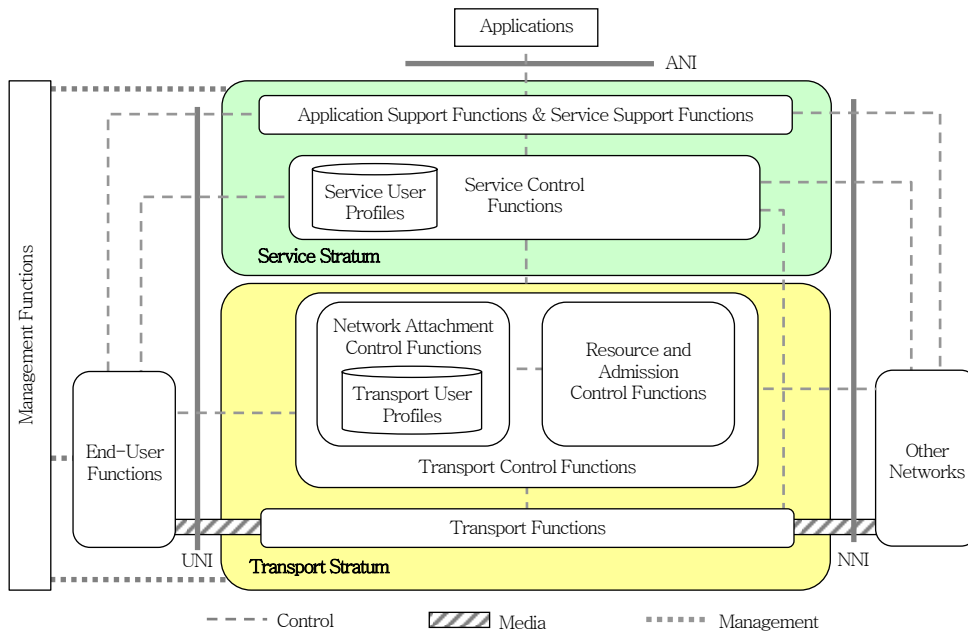 Applications
ANI
Application Support Functions & Service Support Functions
Service User
Profiles
Service Control
Functions
Service Stratum
Management Functions
Network Attachment
Control Functions
Transport User
Profiles
Resource and
Admission
Control Functions
Transport Control Functions
End-User
Functions
Other
Networks
Transport Functions
UNI
NNI
Transport Stratum
Control
Media
Management